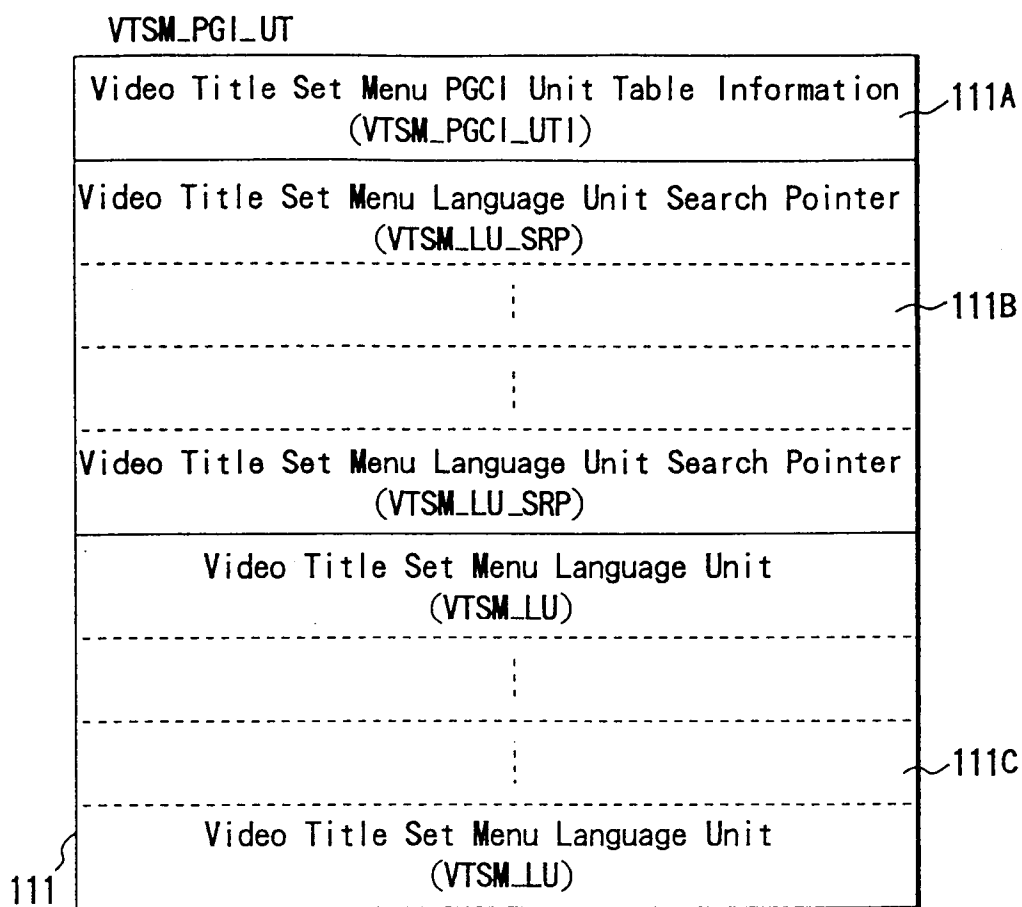 VTSM_PGI_UT
Video Title Set Menu PGCI Unit Table Information
(VTSM_PGCI_UTI)
111A
Video Title Set Menu Language Unit Search Pointer
(VTSM_LU_SRP)
111B
Video Title Set Menu Language Unit Search Pointer
(VTSM_LU_SRP)
Video Title Set Menu Language Unit
(VTSM_LU)
111C
Video Title Set Menu Language Unit
(VTSM_LU)
111